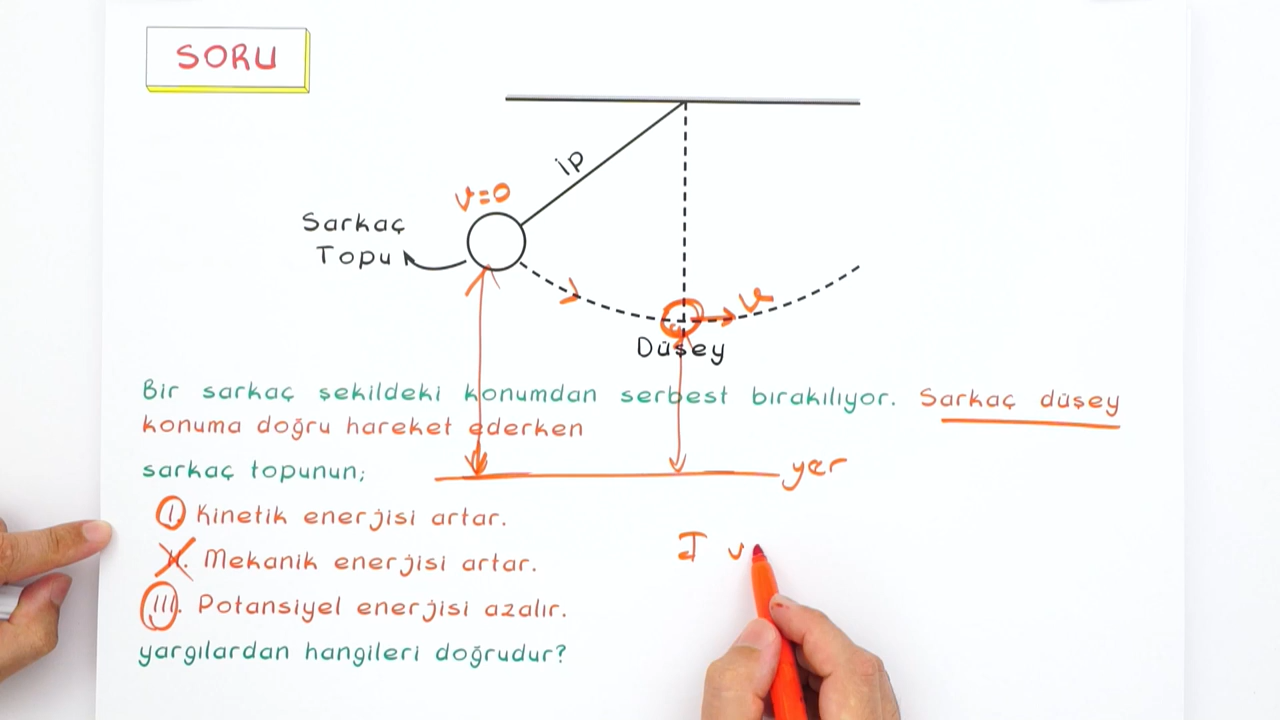 SORU
İp
v=0
Sarkaç
Topu
v
Düşey
Bir sarkaç şekildeki konumdan serbest bırakılıyor. Sarkaç düşey
konuma doğru hareket ederken
sarkaç topunun;
yer
I. Kinetik enerjisi artar.
II. Mekanik enerjisi artar.
III. Potansiyel enerjisi azalır.
I v
yargılardan hangileri doğrudur?